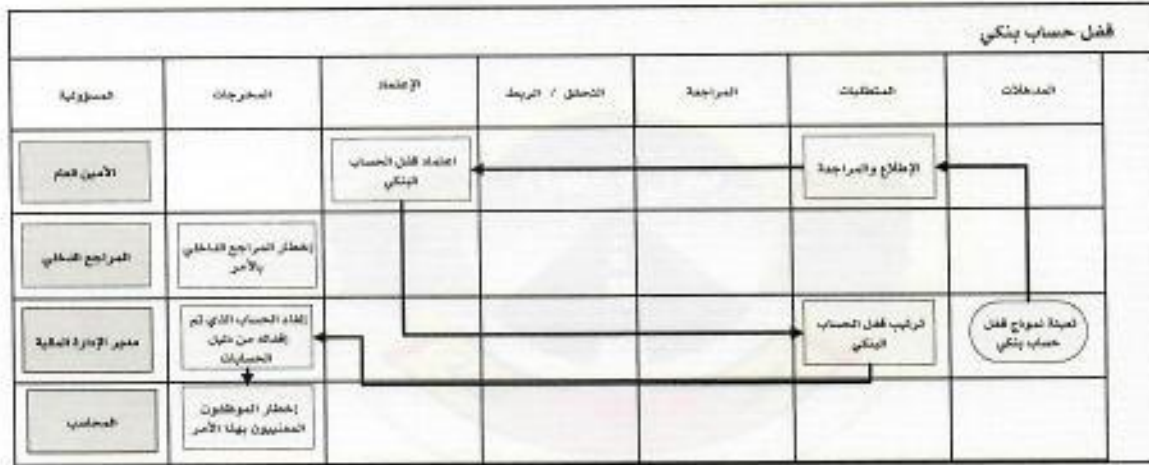 قفل حساب بنكي
المدخلات
المتطلبات
المراجعة
التحقق / الربط
الإعتماد
المخرجات
المسؤولية
الإطلاع والمراجعة
اعتماد قفل الحساب
البنكي
الأمين العام
إخطار المراجع الداخلي
بالأمر
المراجع الداخلي
تعبئة نموذج قفل
حساب بنكي
ترتيب قفل الحساب
البنكي
إلغاء الحساب الذي تم
إقفاله من دليل
الحسابات
مدير الإدارة المالية
إخطار الموظفون
المعنييون بهذا الأمر
المحاسب